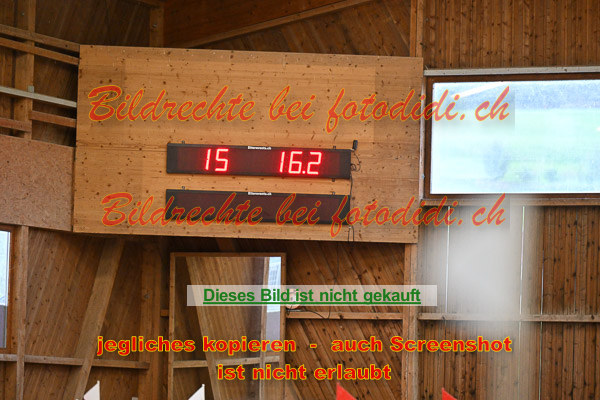 Bildrechte bei fotodidi.ch
15 16.2
Bildrechte bei fotodidi.ch
Dieses Bild ist nicht gekauft
jegliches kopieren - auch Screenshot
ist nicht erlaubt